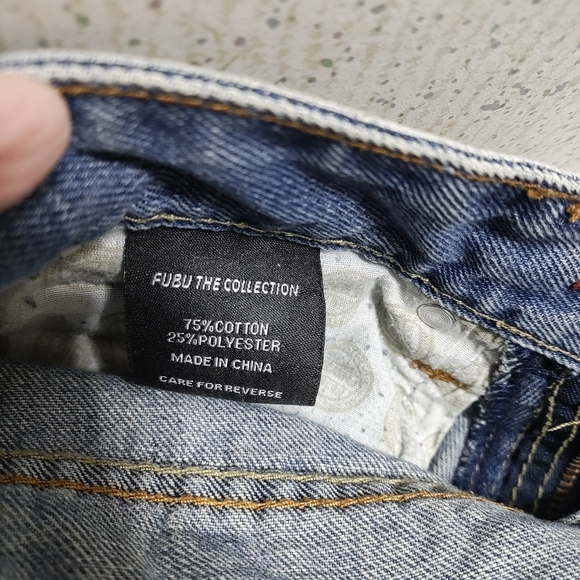 FUBU THE COLLECTION
75%COTTON
25%POLYESTER
MADE IN CHINA
CARE FOR REVERSE